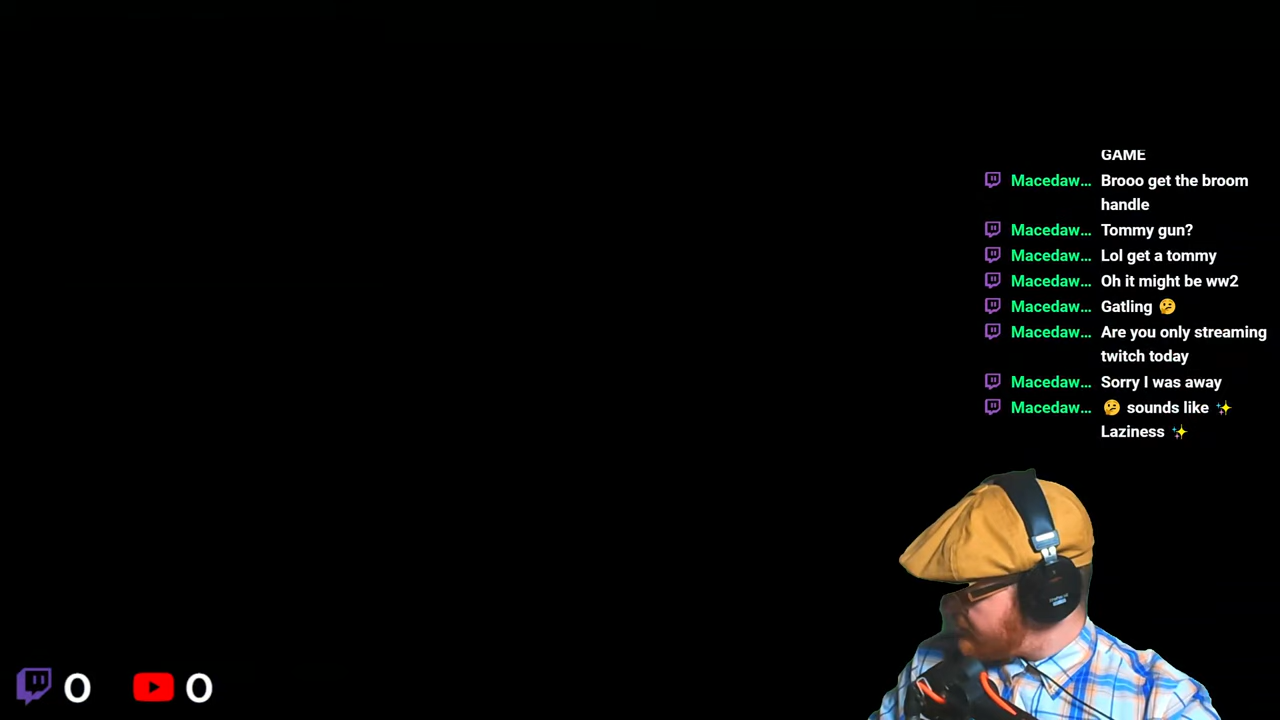 GAME
Macedaw... Brooo get the broom
handle
Macedaw... Tommy gun?
Macedaw... Lol get a tommy
Macedaw... Oh it might be ww2
Macedaw... Gatling 🤔
Macedaw... Are you only streaming
twitch today
Macedaw... Sorry I was away
Macedaw... 🤔 sounds like ✨
Laziness ✨
0 0